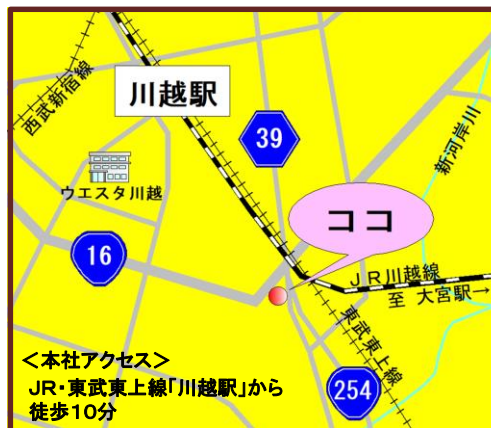 西武新宿線
川越駅
39
新河岸川
ウエスタ川越
ココ
16
JR川越線
至 大宮駅→
東武東上線
<本社アクセス>
JR・東武東上線「川越駅」から
徒歩10分
254